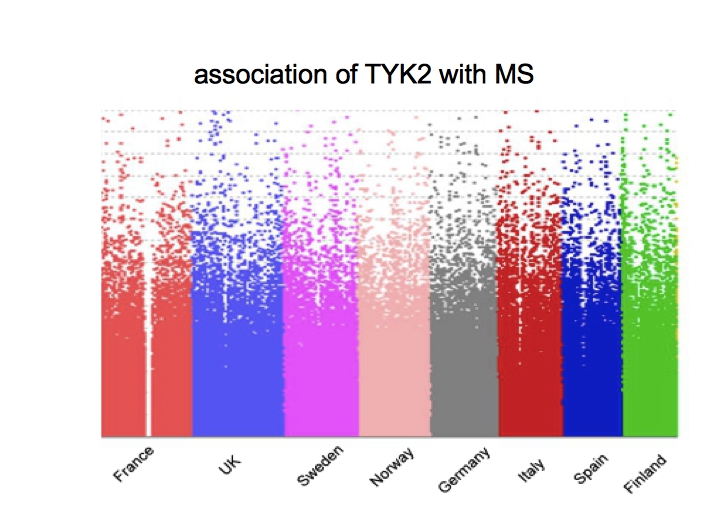 association of TYK2 with MS
France
UK
Sweden
Norway
Germany
Italy
Spain
Finland